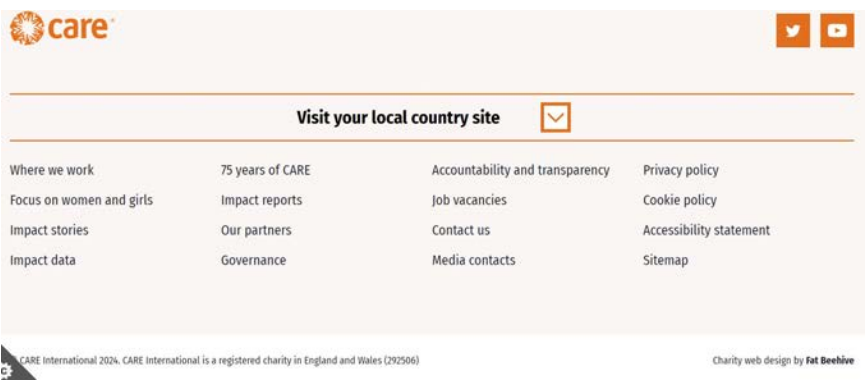 care
Visit your local country site
Where we work
75 years of CARE
Accountability and transparency
Privacy policy
Focus on women and girls
Impact reports
Job vacancies
Cookie policy
Impact stories
Our partners
Contact us
Accessibility statement
Impact data
Governance
Media contacts
Sitemap
CARE International 2024. CARE International is a registered charity in England and Wales (292506)
Charity web design by Fat Beehive